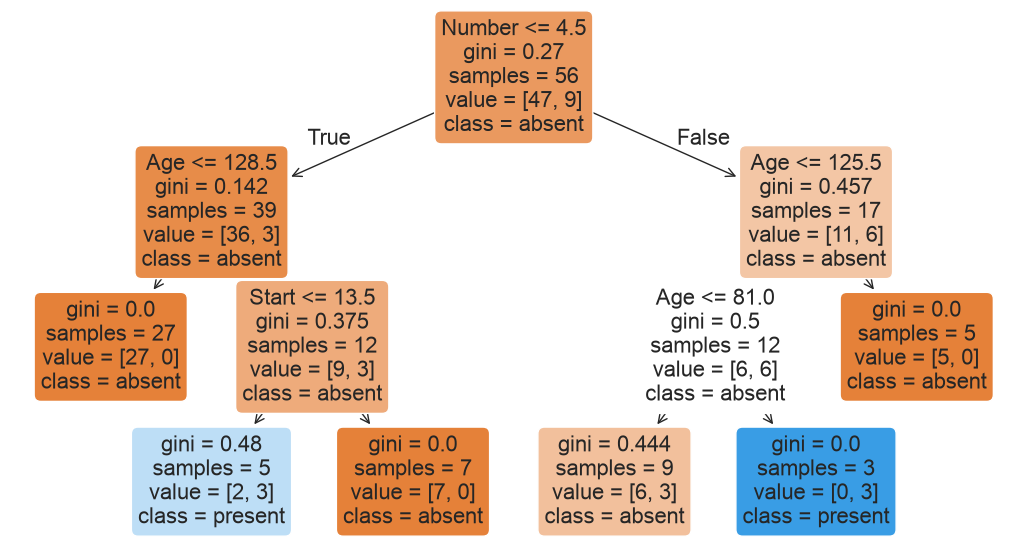 Number <= 4.5
gini = 0.27
samples = 56
value = [47, 9]
class = absent
True
False
Age <= 128.5
gini = 0.142
samples = 39
value = [36, 3]
class = absent
Age <= 125.5
gini = 0.457
samples = 17
value = [11, 6]
class = absent
gini = 0.0
samples = 27
value = [27, 0]
class = absent
Start <= 13.5
gini = 0.375
samples = 12
value = [9, 3]
class = absent
Age <= 81.0
gini = 0.5
samples = 12
value = [6, 6]
class = absent
gini = 0.0
samples = 5
value = [5, 0]
class = absent
gini = 0.48
samples = 5
value = [2, 3]
class = present
gini = 0.0
samples = 7
value = [7, 0]
class = absent
gini = 0.444
samples = 9
value = [6, 3]
class = absent
gini = 0.0
samples = 3
value = [0, 3]
class = present